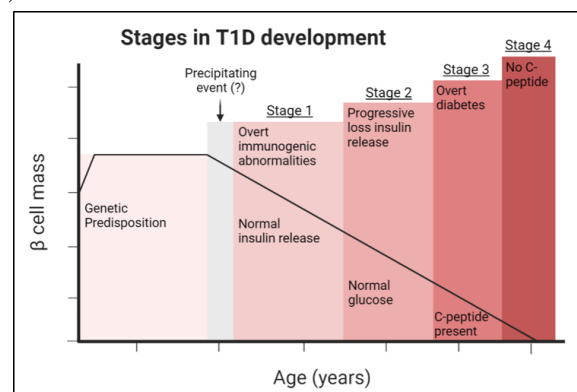 Stages in T1D development
Stage 4
No C-
peptide
Stage 3
Overt
diabetes
Precipitating
event (?)
Stage 2
Progressive
loss insulin
release
Stage 1
Overt
immunogenic
abnormalities
Genetic
Predisposition
Normal
insulin release
Normal
glucose
C-peptide
present
β cell mass
Age (years)